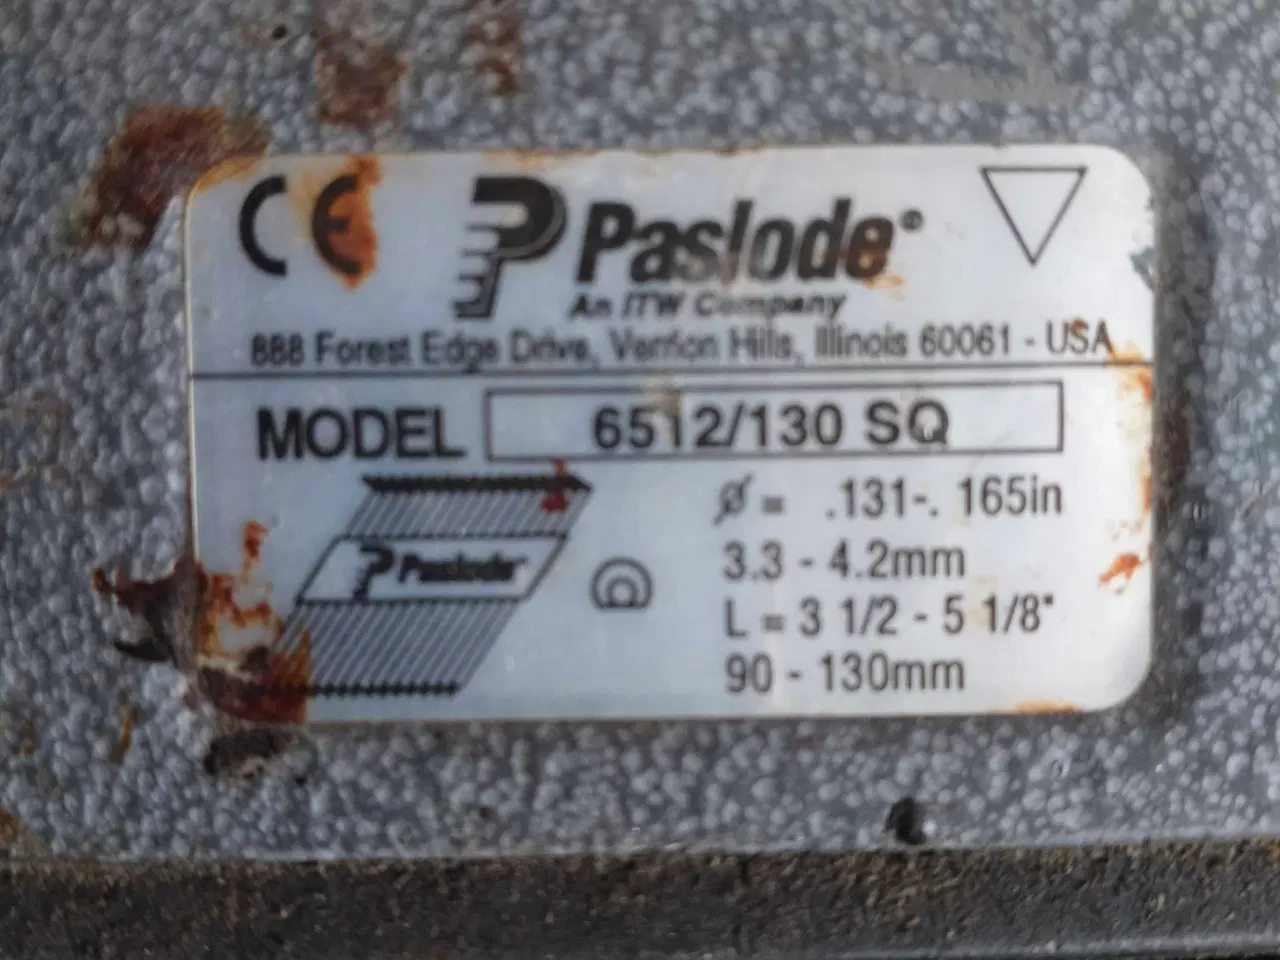 CE Paslode®
An ITW Company
888 Forest Edge Drive, Vernon Hills, Illinois 60061 - USA
MODEL 6512/130 SQ
Paslode
ø = .131-. 165in
3.3 - 4.2mm
L = 3 1/2 - 5 1/8"
90 - 130mm